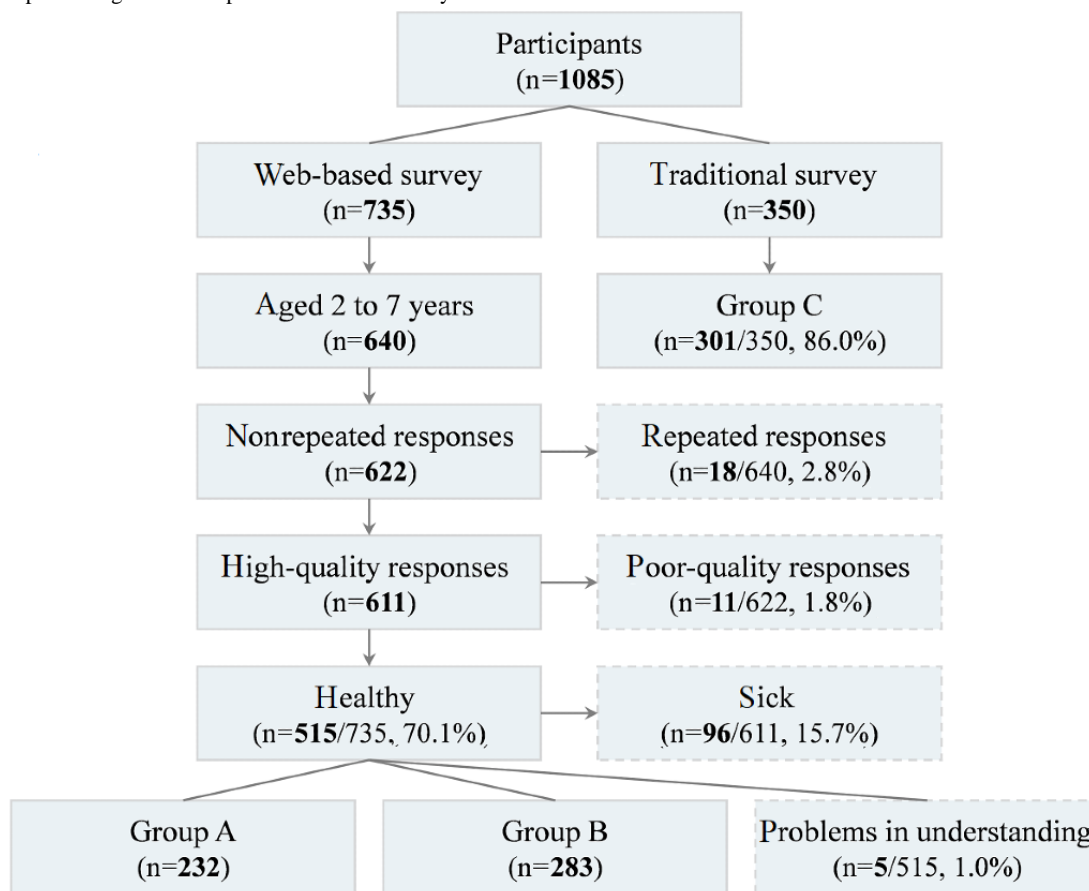 Participants
(n=1085)
Web-based survey
(n=735)
Traditional survey
(n=350)
Aged 2 to 7 years
(n=640)
Group C
(n=301/350, 86.0%)
Nonrepeated responses
(n=622)
Repeated responses
(n=18/640, 2.8%)
High-quality responses
(n=611)
Poor-quality responses
(n=11/622, 1.8%)
Healthy
(n=515/735, 70.1%)
Sick
(n=96/611, 15.7%)
Group A
(n=232)
Group B
(n=283)
Problems in understanding
(n=5/515, 1.0%)